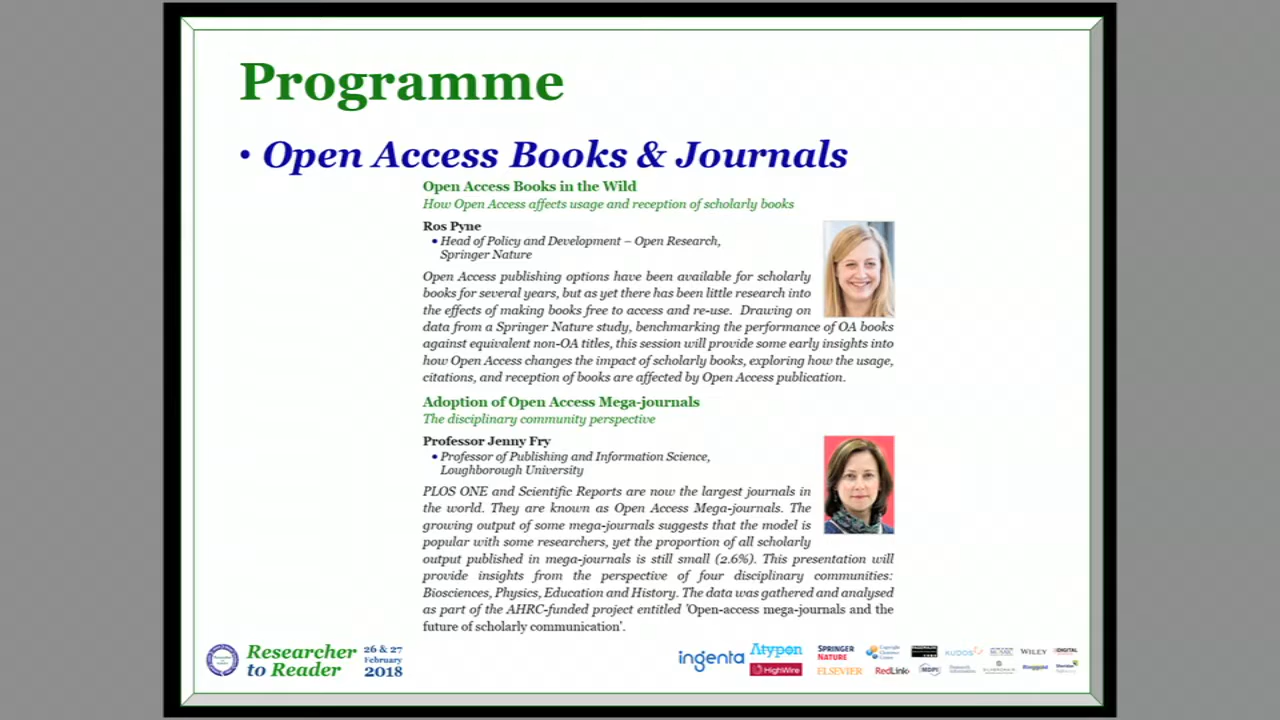 Programme
• Open Access Books & Journals
Open Access Books in the Wild
How Open Access affects usage and reception of scholarly books
Ros Pyne
• Head of Policy and Development – Open Research,
Springer Nature
Open Access publishing options have been available for scholarly
books for several years, but as yet there has been little research into
the effects of making books free to access and re-use. Drawing on
data from a Springer Nature study, benchmarking the performance of OA books
against equivalent non-OA titles, this session will provide some early insights into
how Open Access changes the impact of scholarly books, exploring how the usage,
citations, and reception of books are affected by Open Access publication.
Adoption of Open Access Mega-journals
The disciplinary community perspective
Professor Jenny Fry
• Professor of Publishing and Information Science,
Loughborough University
PLOS ONE and Scientific Reports are now the largest journals in
the world. They are known as Open Access Mega-journals. The
growing output of some mega-journals suggests that the model is
popular with some researchers, yet the proportion of all scholarly
output published in mega-journals is still small (2.6%). This presentation will
provide insights from the perspective of four disciplinary communities:
Biosciences, Physics, Education and History. The data was gathered and analysed
as part of the AHRC-funded project entitled 'Open-access mega-journals and the
future of scholarly communication'.
Researcher
to Reader
26 & 27
February
2018
ingenta
Atypon
HighWire
SPRINGER
NATURE
ELSEVIER
Copyright
Clearance
Center
RedLink
KUDOS
MDPI
WILEY
DIGITAL